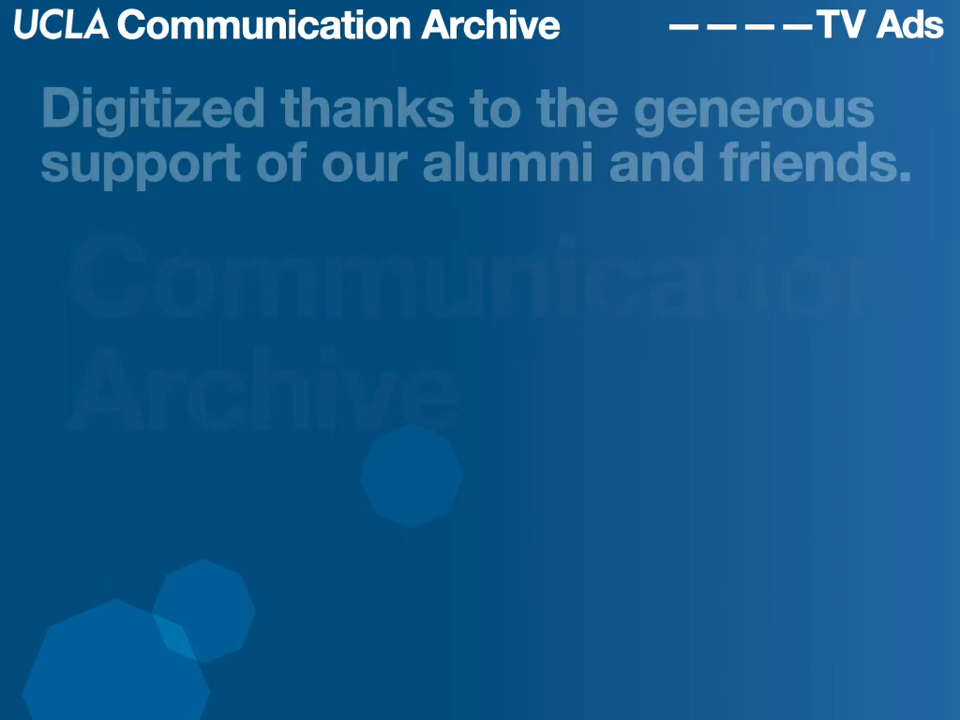 UCLA Communication Archive
————TV Ads
Digitized thanks to the generous
support of our alumni and friends.
Communication
Archive